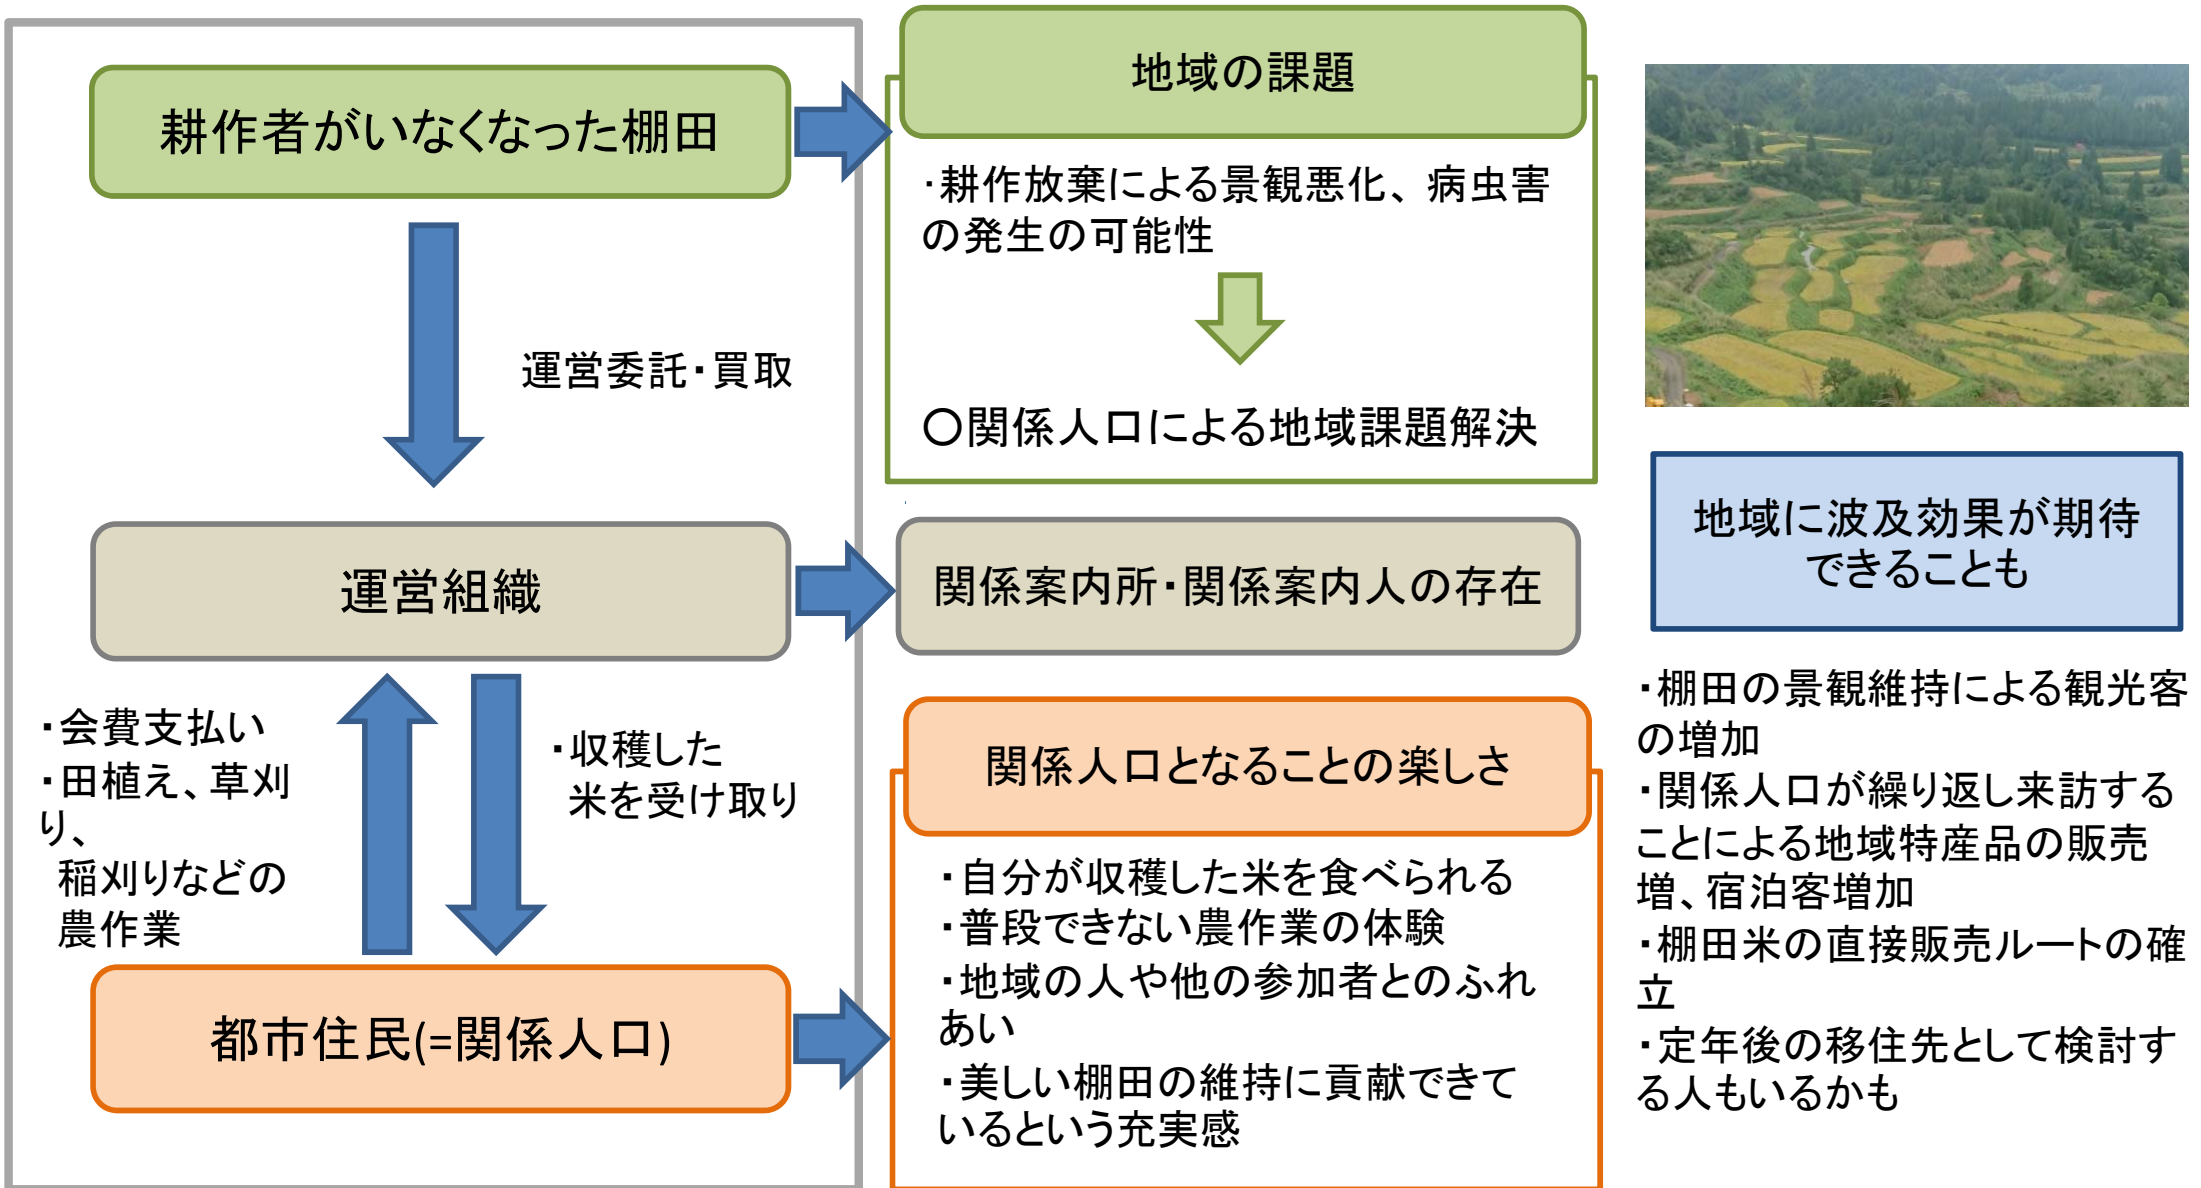 耕作者がいなくなった棚田
運営委託・買取
運営組織
・会費支払い
・田植え、草刈
り、
稲刈りなどの
農作業
・収穫した
米を受け取り
都市住民(=関係人口)
地域の課題
・耕作放棄による景観悪化、病虫害
の発生の可能性
〇関係人口による地域課題解決
関係案内所・関係案内人の存在
関係人口となることの楽しさ
・自分が収穫した米を食べられる
・普段できない農作業の体験
・地域の人や他の参加者とのふれ
あい
・美しい棚田の維持に貢献できて
いるという充実感
地域に波及効果が期待
できることも
・棚田の景観維持による観光客
の増加
・関係人口が繰り返し来訪する
ことによる地域特産品の販売
増、宿泊客増加
・棚田米の直接販売ルートの確
立
・定年後の移住先として検討す
る人もいるかも